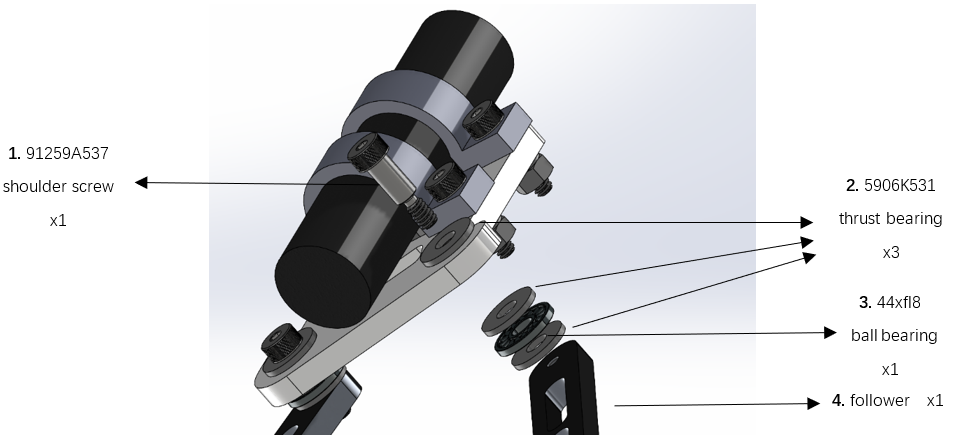 1. 91259A537
shoulder screw
x1
2. 5906K531
thrust bearing
x3
3. 44xfl8
ball bearing
x1
4. follower x1